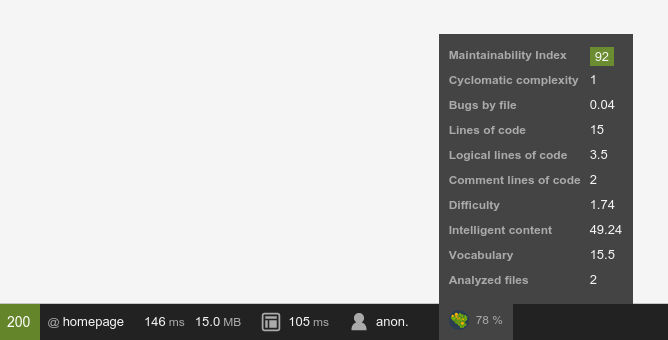 Maintainability Index 92
Cyclomatic complexity 1
Bugs by file 0.04
Lines of code 15
Logical lines of code 3.5
Comment lines of code 2
Difficulty 1.74
Intelligent content 49.24
Vocabulary 15.5
Analyzed files 2
200 @ homepage 146 ms 15.0 MB 105 ms anon. 78 %